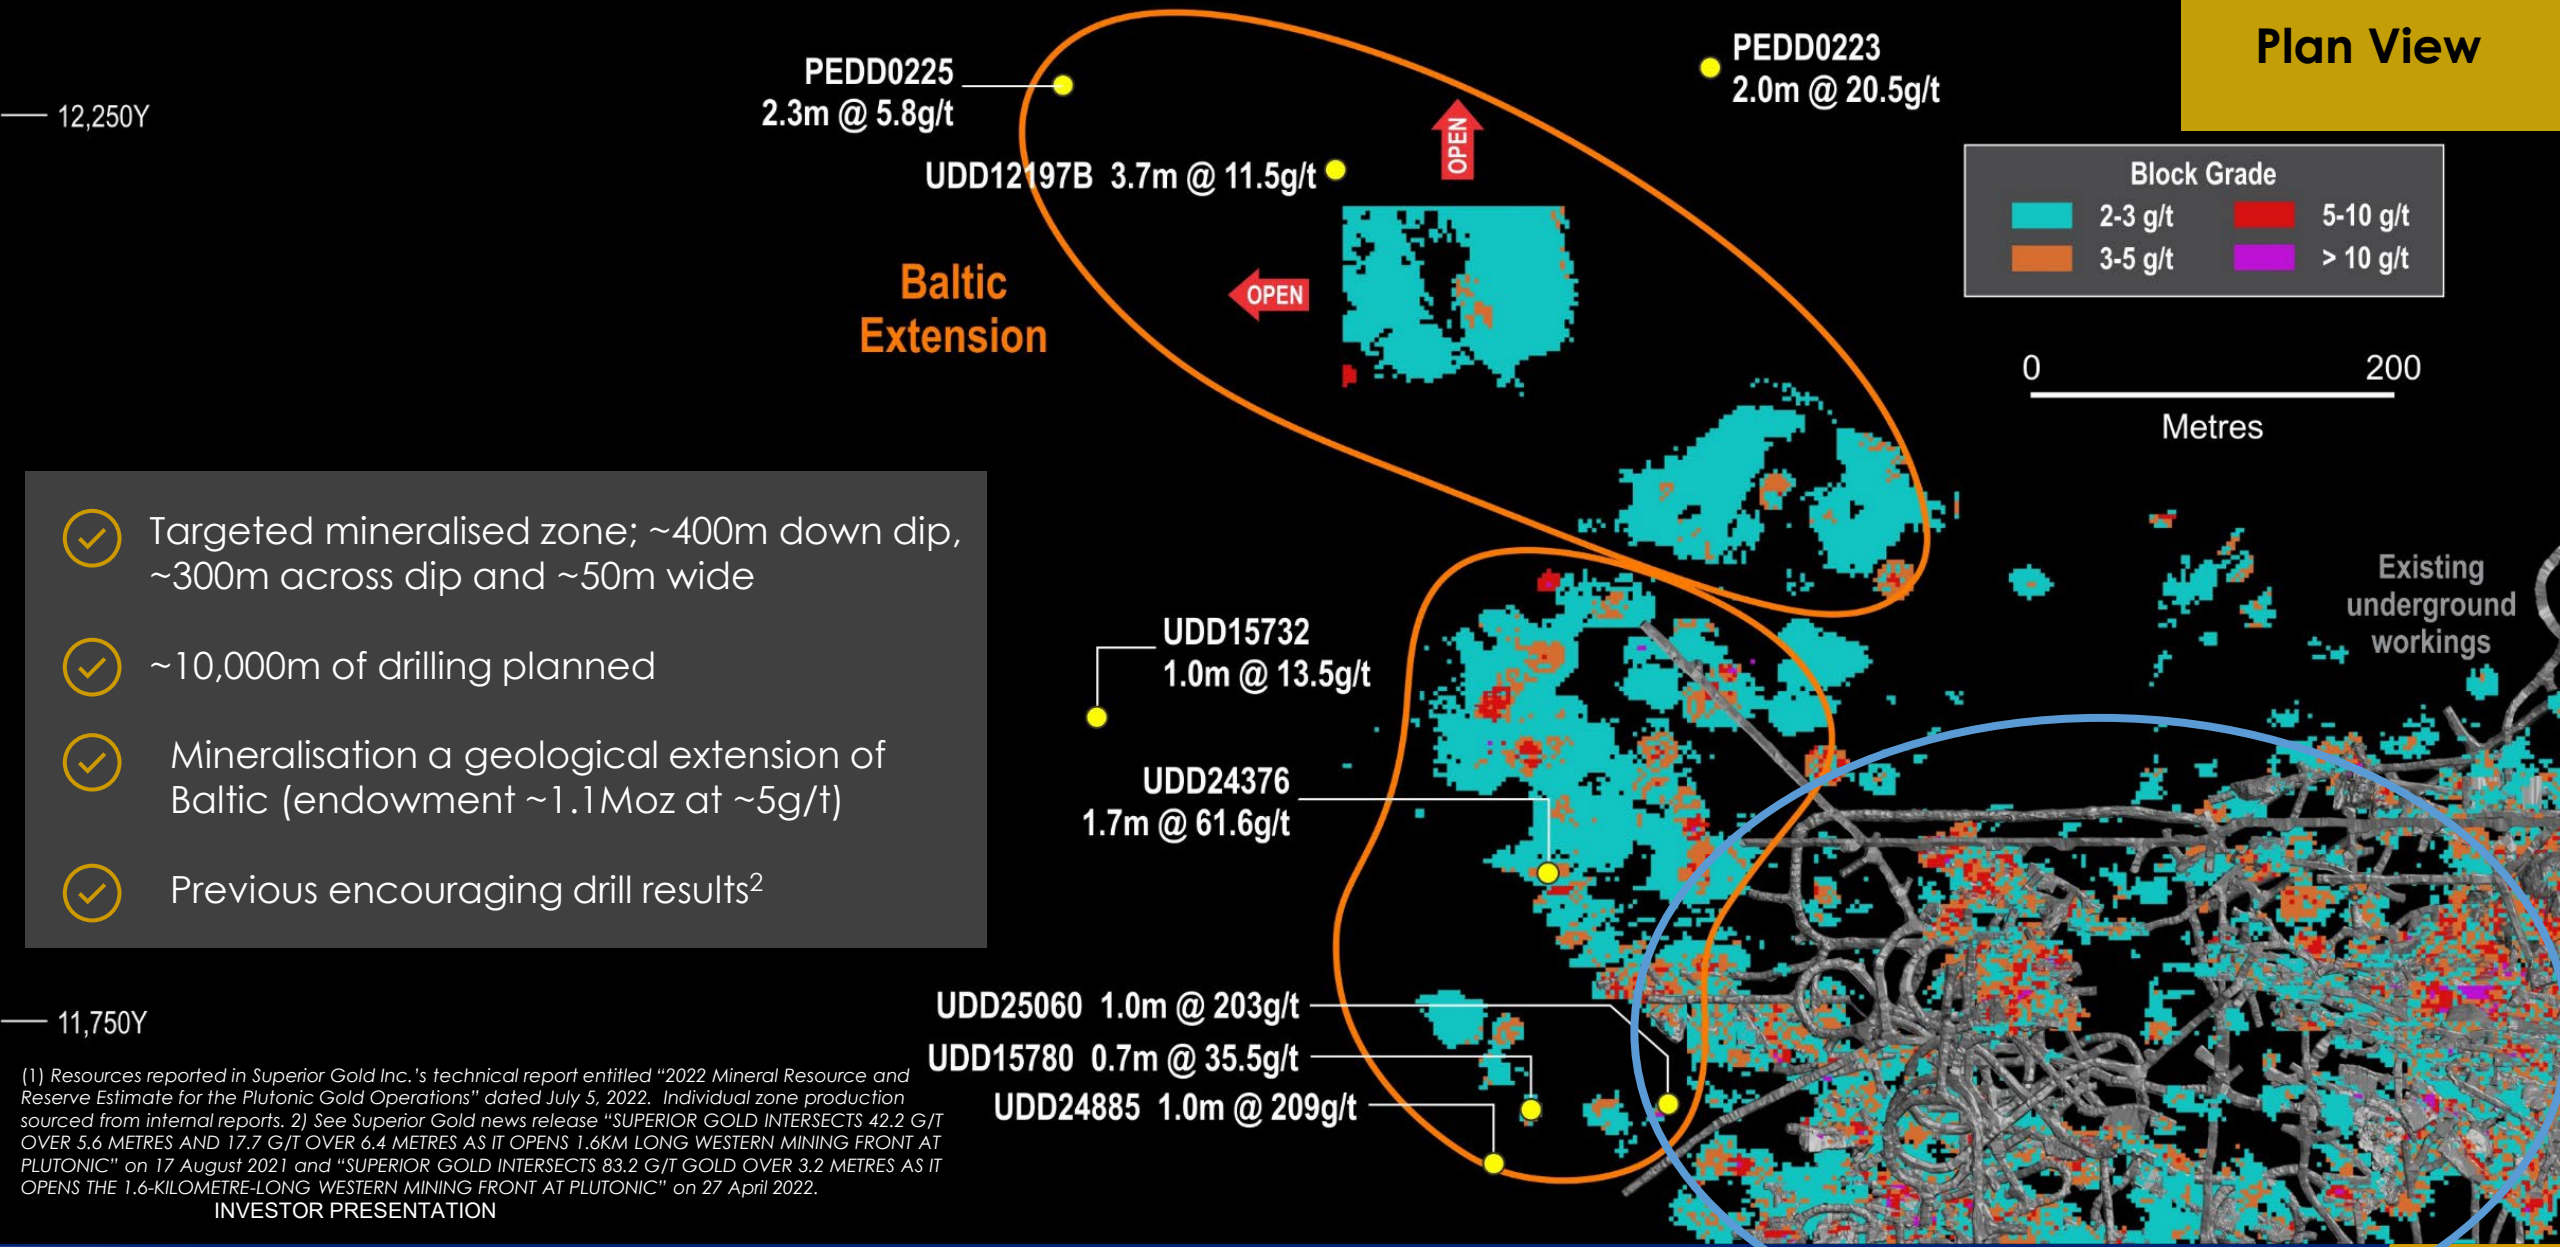 Plan View
PEDD0225
2.3m @ 5.8g/t
PEDD0223
2.0m @ 20.5g/t
12,250Y
UDD12197B 3.7m @ 11.5g/t
OPEN
OPEN
Baltic
Extension
Block Grade
2-3 g/t
5-10 g/t
3-5 g/t
> 10 g/t
0
200
Metres
Targeted mineralised zone; ~400m down dip,
~300m across dip and ~50m wide
~10,000m of drilling planned
Mineralisation a geological extension of
Baltic (endowment ~1.1Moz at ~5g/t)
Previous encouraging drill results2
Existing
underground
workings
UDD15732
1.0m @ 13.5g/t
UDD24376
1.7m @ 61.6g/t
UDD25060 1.0m @ 203g/t
UDD15780 0.7m @ 35.5g/t
UDD24885 1.0m @ 209g/t
11,750Y
(1) Resources reported in Superior Gold Inc.'s technical report entitled “2022 Mineral Resource and
Reserve Estimate for the Plutonic Gold Operations” dated July 5, 2022. Individual zone production
sourced from internal reports. 2) See Superior Gold news release “SUPERIOR GOLD INTERSECTS 42.2 G/T
OVER 5.6 METRES AND 17.7 G/T OVER 6.4 METRES AS IT OPENS 1.6KM LONG WESTERN MINING FRONT AT
PLUTONIC” on 17 August 2021 and “SUPERIOR GOLD INTERSECTS 83.2 G/T GOLD OVER 3.2 METRES AS IT
OPENS THE 1.6-KILOMETRE-LONG WESTERN MINING FRONT AT PLUTONIC” on 27 April 2022.
INVESTOR PRESENTATION